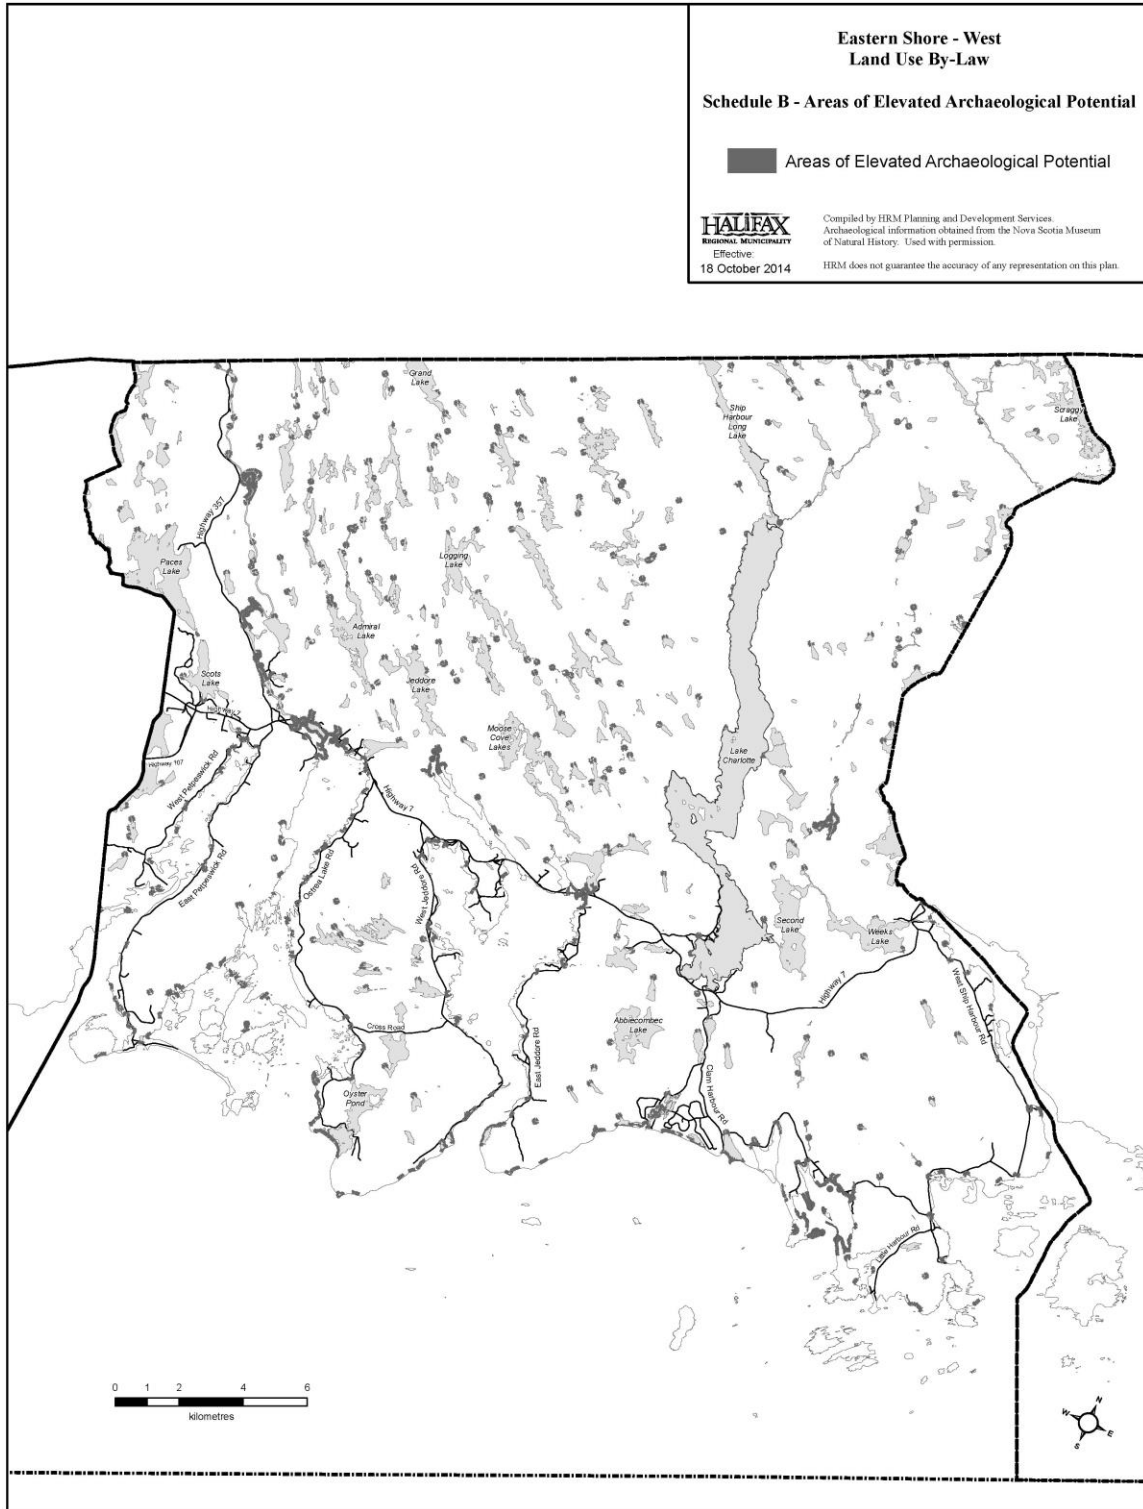 Eastern Shore - West
Land Use By-Law
Schedule B - Areas of Elevated Archaeological Potential
Areas of Elevated Archaeological Potential
HALIFAX
REGIONAL MUNICIPALITY
Effective:
18 October 2014
Compiled by HRM Planning and Development Services.
Archaeological information obtained from the Nova Scotia Museum
of Natural History. Used with permission.
HRM does not guarantee the accuracy of any representation on this plan.
Grand
Lake
Ship
Harbour
Long
Lake
Scraggy
Lake
Highway 357
Paces
Lake
Logging
Lake
Admiral
Lake
Scots
Lake
Jeddore
Lake
Highway 7
Moose
Cove
Lakes
Lake
Charlotte
Highway 107
West Petpeswick Rd
Highway 7
East Petpeswick Rd
Ostrea Lake Rd
West Jeddore Rd
Second
Lake
Weeks
Lake
Highway 7
West Ship Harbour Rd
Abbiecombec
Lake
Cross Road
East Jeddore Rd
Clam Harbour Rd
Oyster
Pond
Little Harbour Rd
0 1 2 4 6
kilometres
N
W
E
S